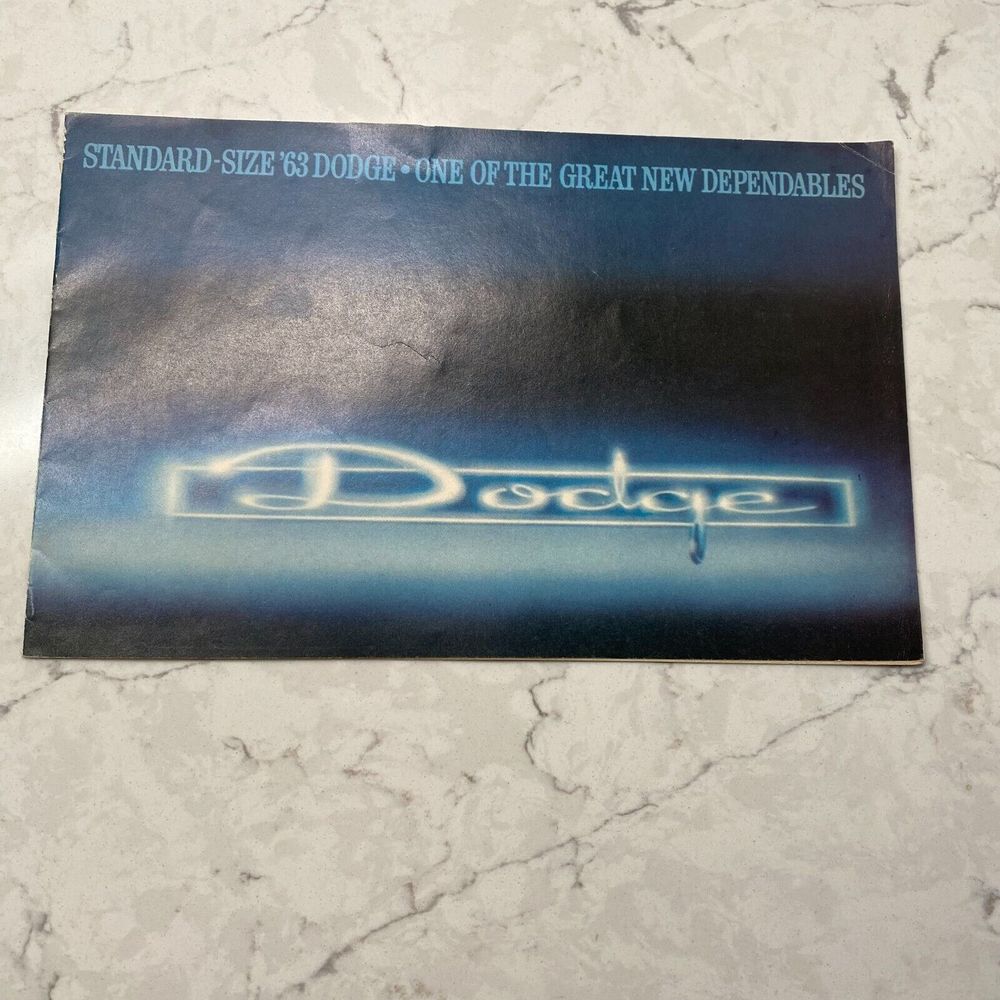 STANDARD-SIZE '63 DODGE • ONE OF THE GREAT NEW DEPENDABLES
Dodge